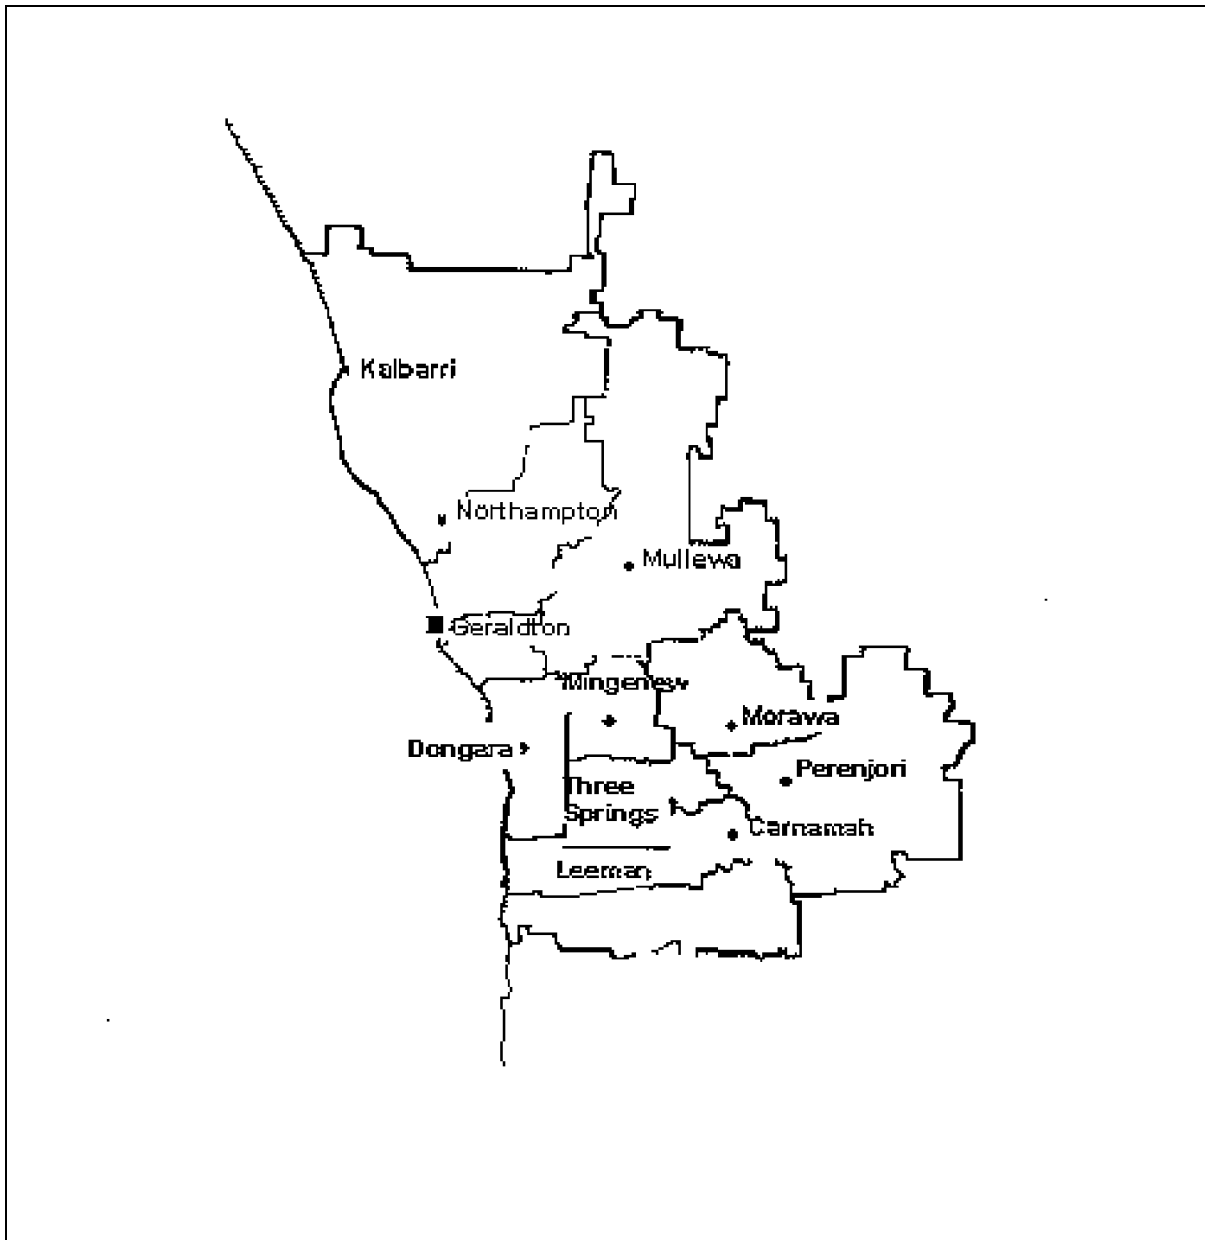 Kalbarri
Northampton
Mullewa
Geraldton
Mingenew
Morawa
Dongara
Perenjori
Three
Springs
Carnamah
Leeman